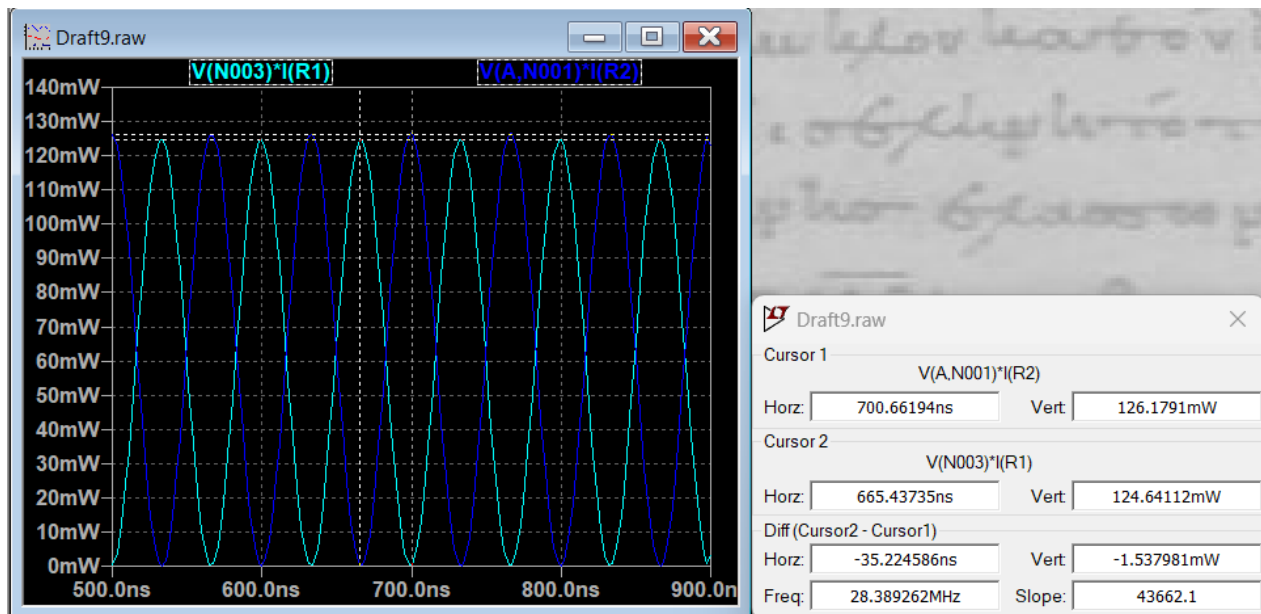 Draft9.raw
V(N003)*I(R1)
V(A,N001)*I(R2)
140mW
130mW
120mW
110mW
100mW
90mW
80mW
70mW
60mW
50mW
40mW
30mW
20mW
10mW
0mW
500.0ns
600.0ns
700.0ns
800.0ns
900.0n
Draft9.raw
Cursor 1
V(A,N001)*I(R2)
Horz: 700.66194ns Vert: 126.1791mW
Cursor 2
V(N003)*I(R1)
Horz: 665.43735ns Vert: 124.64112mW
Diff (Cursor2 - Cursor1)
Horz: -35.224586ns Vert: -1.537981mW
Freq: 28.389262MHz Slope: 43662.1